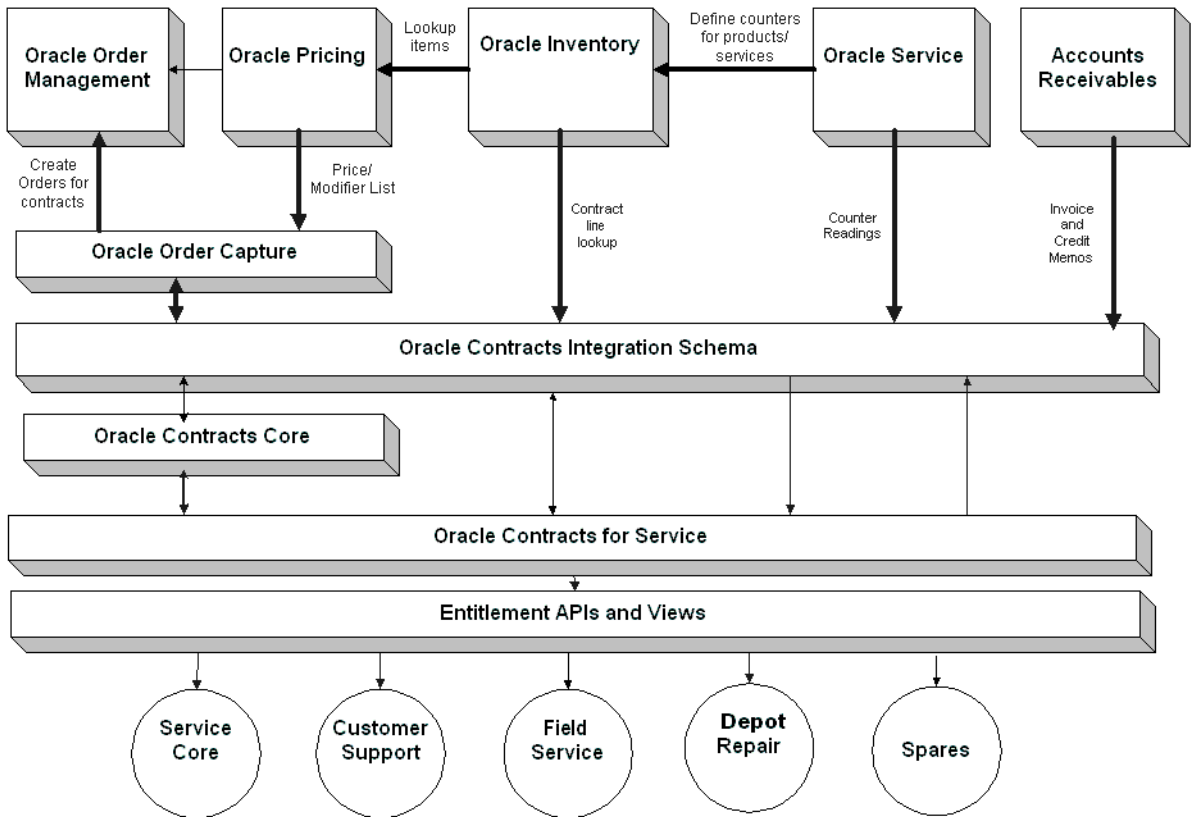 Oracle Order
Management
Oracle Pricing
Lookup
items
Oracle Inventory
Define counters
for products/
services
Oracle Service
Accounts
Receivables
Create
Orders for
contracts
Price/
Modifier List
Contract
line
lookup
Counter
Readings
Invoice
and
Credit
Memos
Oracle Order Capture
Oracle Contracts Integration Schema
Oracle Contracts Core
Oracle Contracts for Service
Entitlement APIs and Views
Service
Core
Customer
Support
Field
Service
Depot
Repair
Spares